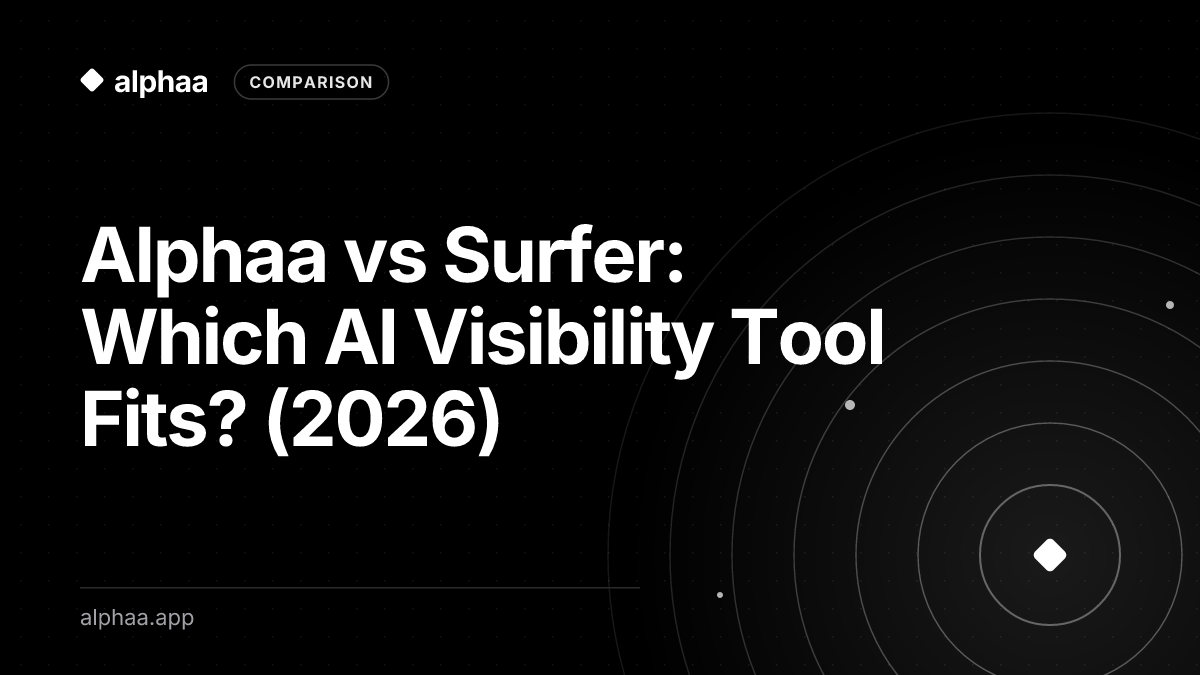 alphaa
COMPARISON
Alphaa vs Surfer:
Which AI Visibility Tool
Fits? (2026)
alphaa.app